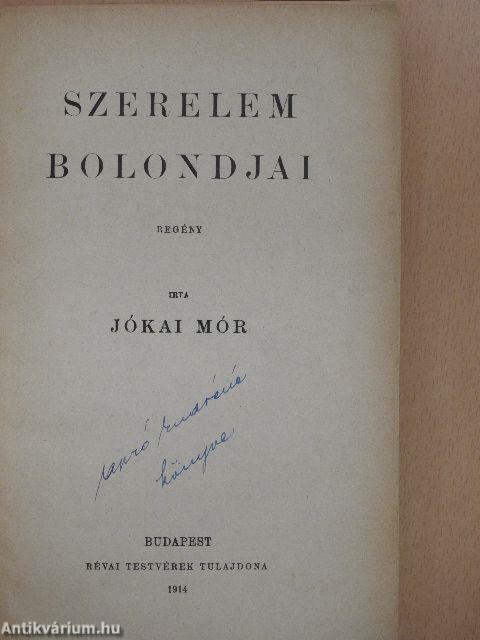 SZERELEM
BOLONDJAI
REGÉNY
IRTA
JÓKAI MÓR
könyve
BUDAPEST
RÉVAI TESTVÉREK TULAJDONA
1914
Antikvárium.hu